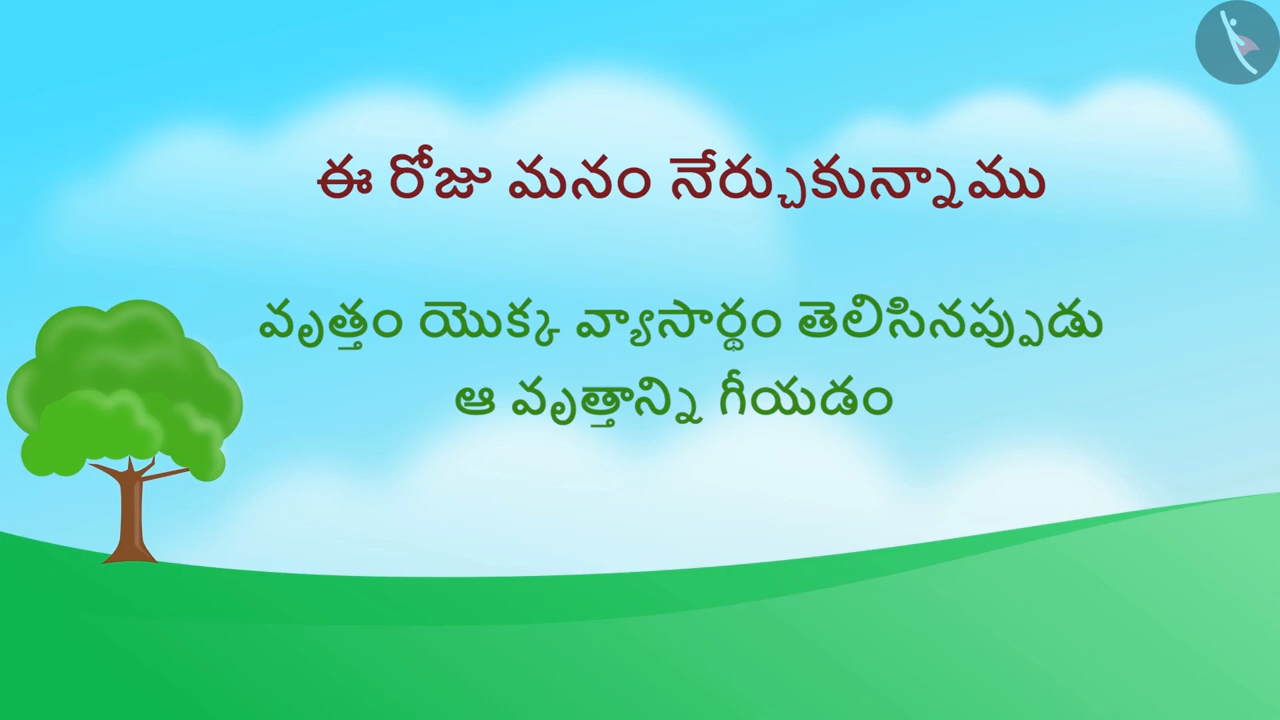 ఈ రోజు మనం నేర్చుకున్నాము
వృత్తం యొక్క వ్యాసార్థం తెలిసినప్పుడు
ఆ వృత్తాన్ని గీయడం